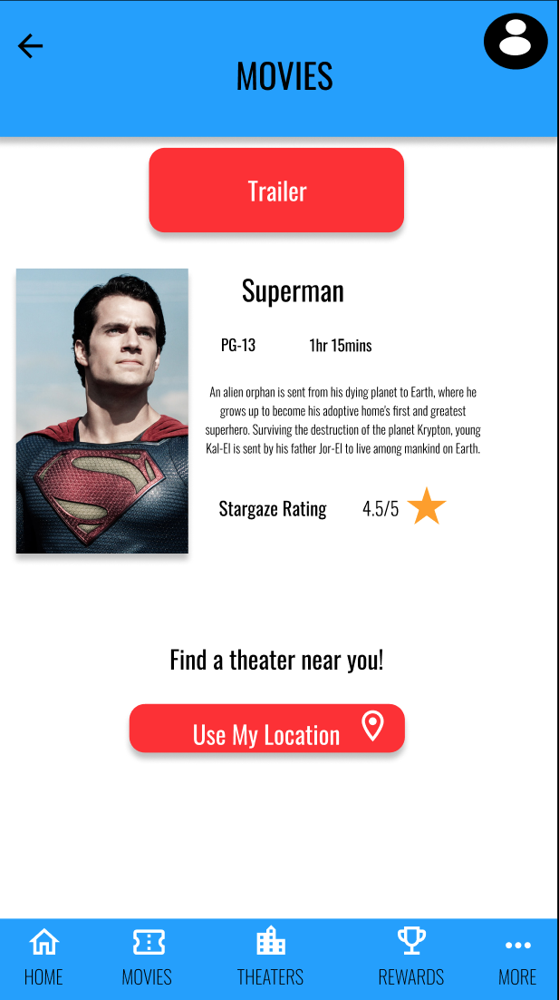 MOVIES
Trailer
Superman
PG-13 1hr 15mins
An alien orphan is sent from his dying planet to Earth, where he
grows up to become his adoptive home's first and greatest
superhero. Surviving the destruction of the planet Krypton, young
Kal-El is sent by his father Jor-El to live among mankind on Earth.
Stargaze Rating 4.5/5
Find a theater near you!
Use My Location
HOME MOVIES THEATERS REWARDS MORE